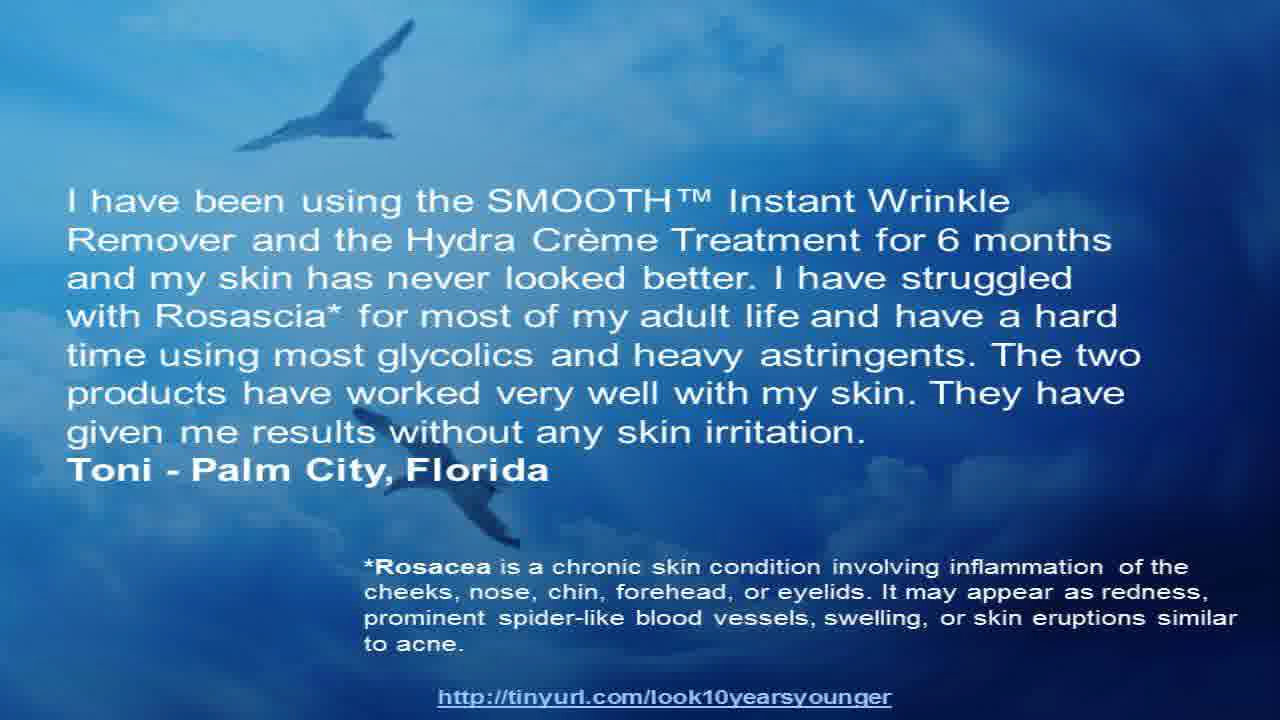 I have been using the SMOOTH™ Instant Wrinkle
Remover and the Hydra Crème Treatment for 6 months
and my skin has never looked better. I have struggled
with Rosascia* for most of my adult life and have a hard
time using most glycolics and heavy astringents. The two
products have worked very well with my skin. They have
given me results without any skin irritation.
Toni - Palm City, Florida
*Rosacea is a chronic skin condition involving inflammation of the
cheeks, nose, chin, forehead, or eyelids. It may appear as redness,
prominent spider-like blood vessels, swelling, or skin eruptions similar
to acne.
http://tinyurl.com/look10yearsyounger